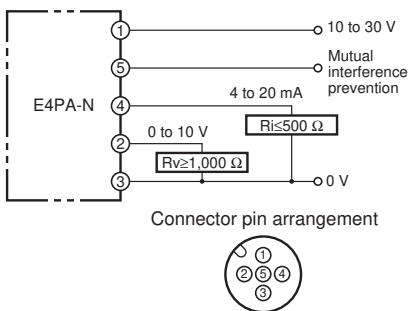 ① 10 to 30 V
⑤ Mutual
interference
prevention
E4PA-N
④ 4 to 20 mA
Ri≤500 Ω
② 0 to 10 V
Rv≥1,000 Ω
③ 0 V
Connector pin arrangement
①
② ⑤ ④
③